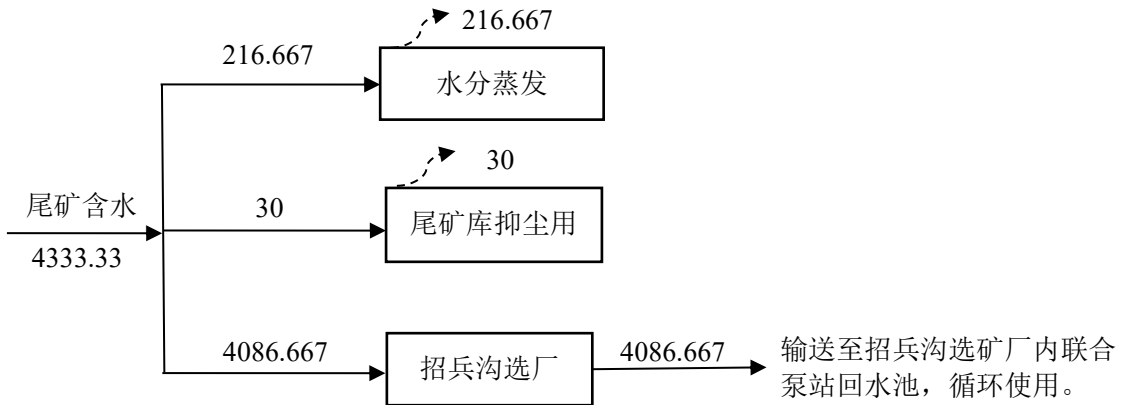 216.667
216.667
水分蒸发
30
尾矿含水
30
尾矿库抑尘用
4333.33
4086.667
招兵沟选厂
4086.667
输送至招兵沟选矿厂内联合
泵站回水池，循环使用。